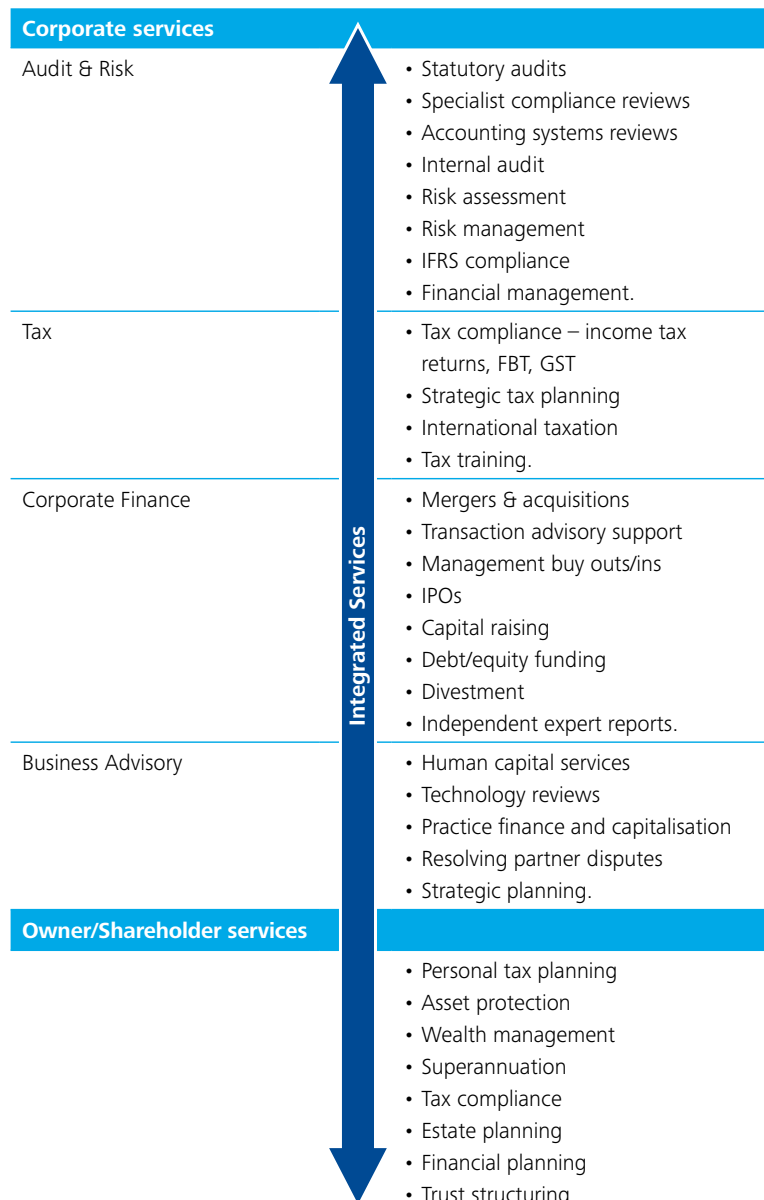 Corporate services
Audit & Risk
• Statutory audits
• Specialist compliance reviews
• Accounting systems reviews
• Internal audit
• Risk assessment
• Risk management
• IFRS compliance
• Financial management.
Tax
• Tax compliance – income tax
returns, FBT, GST
• Strategic tax planning
• International taxation
• Tax training.
Corporate Finance
• Mergers & acquisitions
• Transaction advisory support
• Management buy outs/ins
• IPOs
• Capital raising
• Debt/equity funding
• Divestment
• Independent expert reports.
Integrated Services
Business Advisory
• Human capital services
• Technology reviews
• Practice finance and capitalisation
• Resolving partner disputes
• Strategic planning.
Owner/Shareholder services
• Personal tax planning
• Asset protection
• Wealth management
• Superannuation
• Tax compliance
• Estate planning
• Financial planning
• Trust structuring